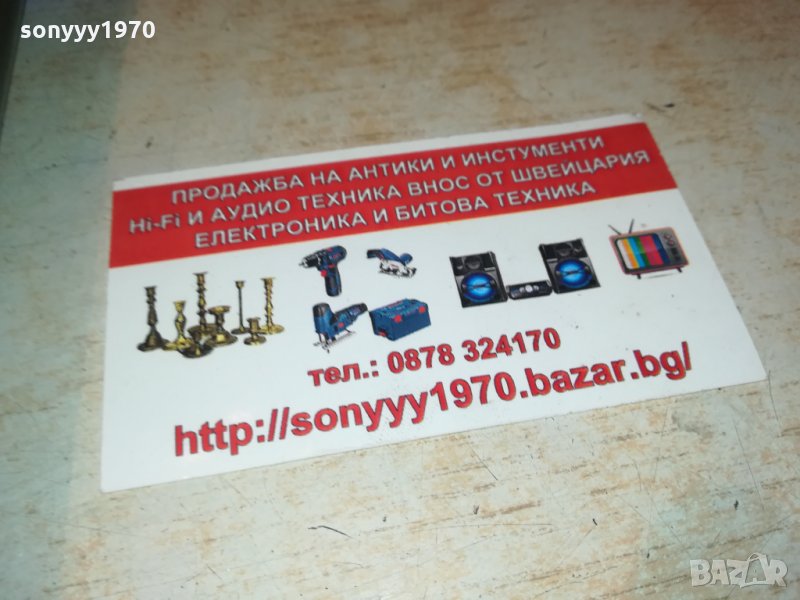 sonyyy1970
ПРОДАЖБА НА АНТИКИ И ИНСТУМЕНТИ
Hi-Fi И АУДИО ТЕХНИКА ВНОС ОТ ШВЕЙЦАРИЯ
ЕЛЕКТРОНИКА И БИТОВА ТЕХНИКА
тел.: 0878 324170
http://sonyyy1970.bazar.bg/
BAZAR